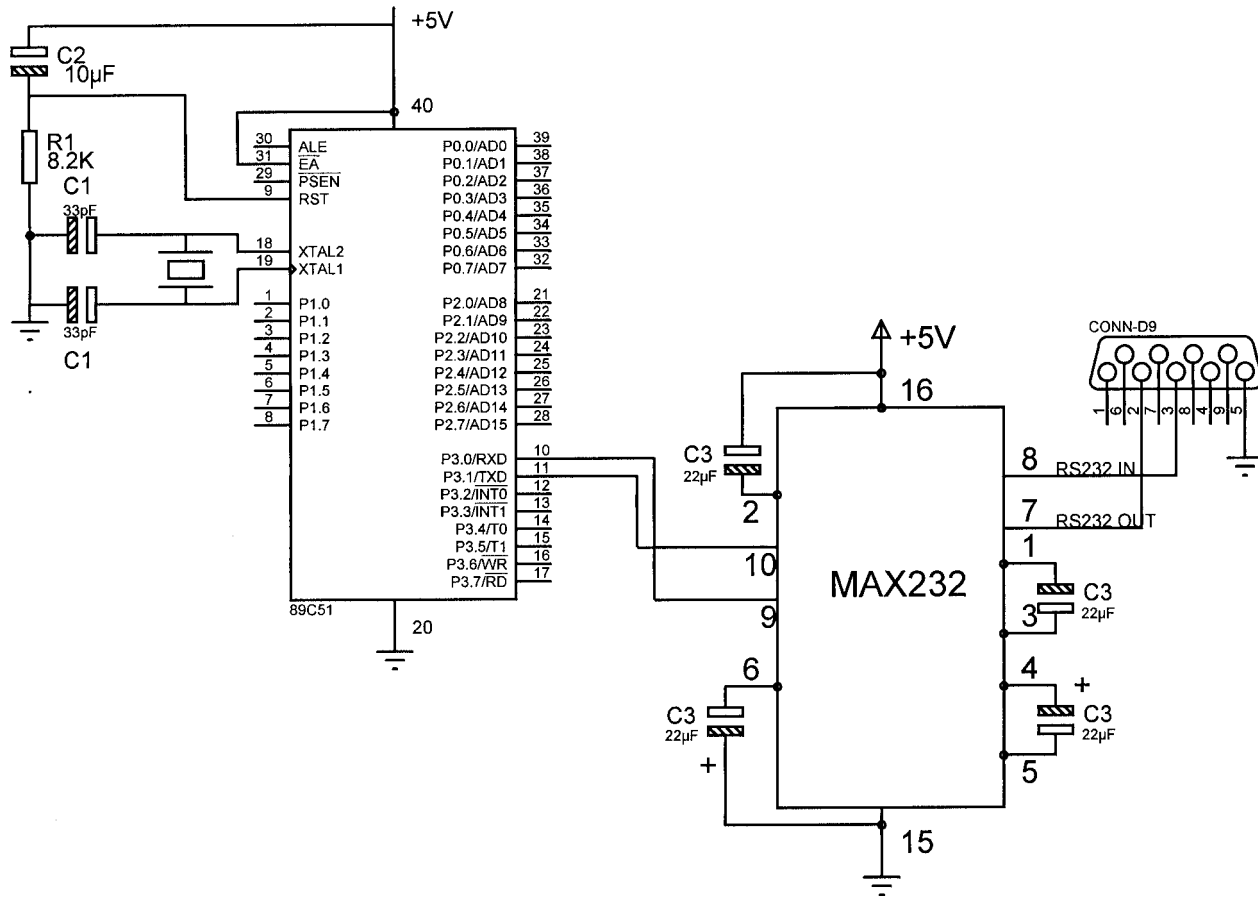 +5V
C2
10µF
40
R1
8.2K
C1
33pF
33pF
C1
30 ALE
31 EA
29 PSEN
9 RST
18 XTAL2
19 XTAL1
1 P1.0
2 P1.1
3 P1.2
4 P1.3
5 P1.4
6 P1.5
7 P1.6
8 P1.7
P0.0/AD0 39
P0.1/AD1 38
P0.2/AD2 37
P0.3/AD3 36
P0.4/AD4 35
P0.5/AD5 34
P0.6/AD6 33
P0.7/AD7 32
P2.0/AD8 21
P2.1/AD9 22
P2.2/AD10 23
P2.3/AD11 24
P2.4/AD12 25
P2.5/AD13 26
P2.6/AD14 27
P2.7/AD15 28
P3.0/RXD 10
P3.1/TXD 11
P3.2/INT0 12
P3.3/INT1 13
P3.4/T0 14
P3.5/T1 15
P3.6/WR 16
P3.7/RD 17
89C51
20
+5V
16
C3
22µF
2
10
9
6
C3
22µF
+
MAX232
8 RS232 IN
7 RS232 OUT
1
C3
22µF
3
4
+
C3
22µF
5
15
CONN-D9
1 6 2 7 3 8 4 9 5